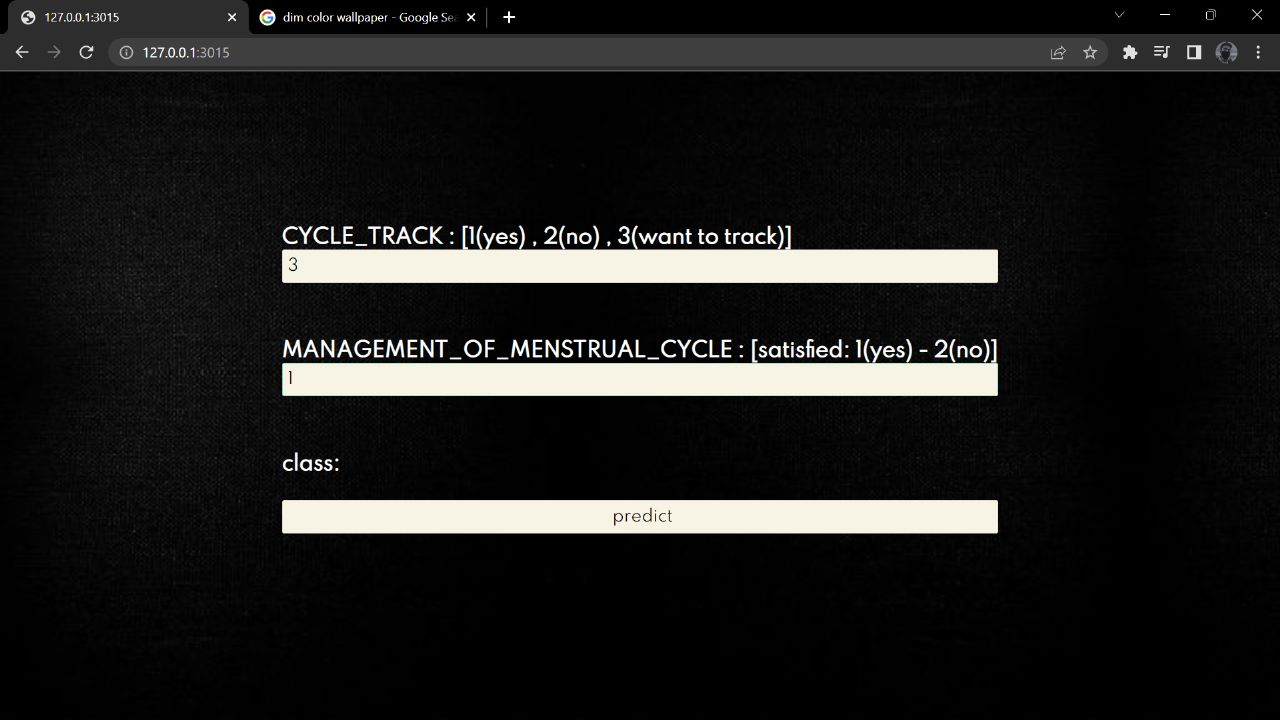 127.0.0.1:3015
dim color wallpaper - Google Se
127.0.0.1:3015
CYCLE_TRACK : [1(yes) , 2(no) , 3(want to track)]
3
MANAGEMENT_OF_MENSTRUAL_CYCLE : [satisfied: 1(yes) - 2(no)]
1
class:
predict